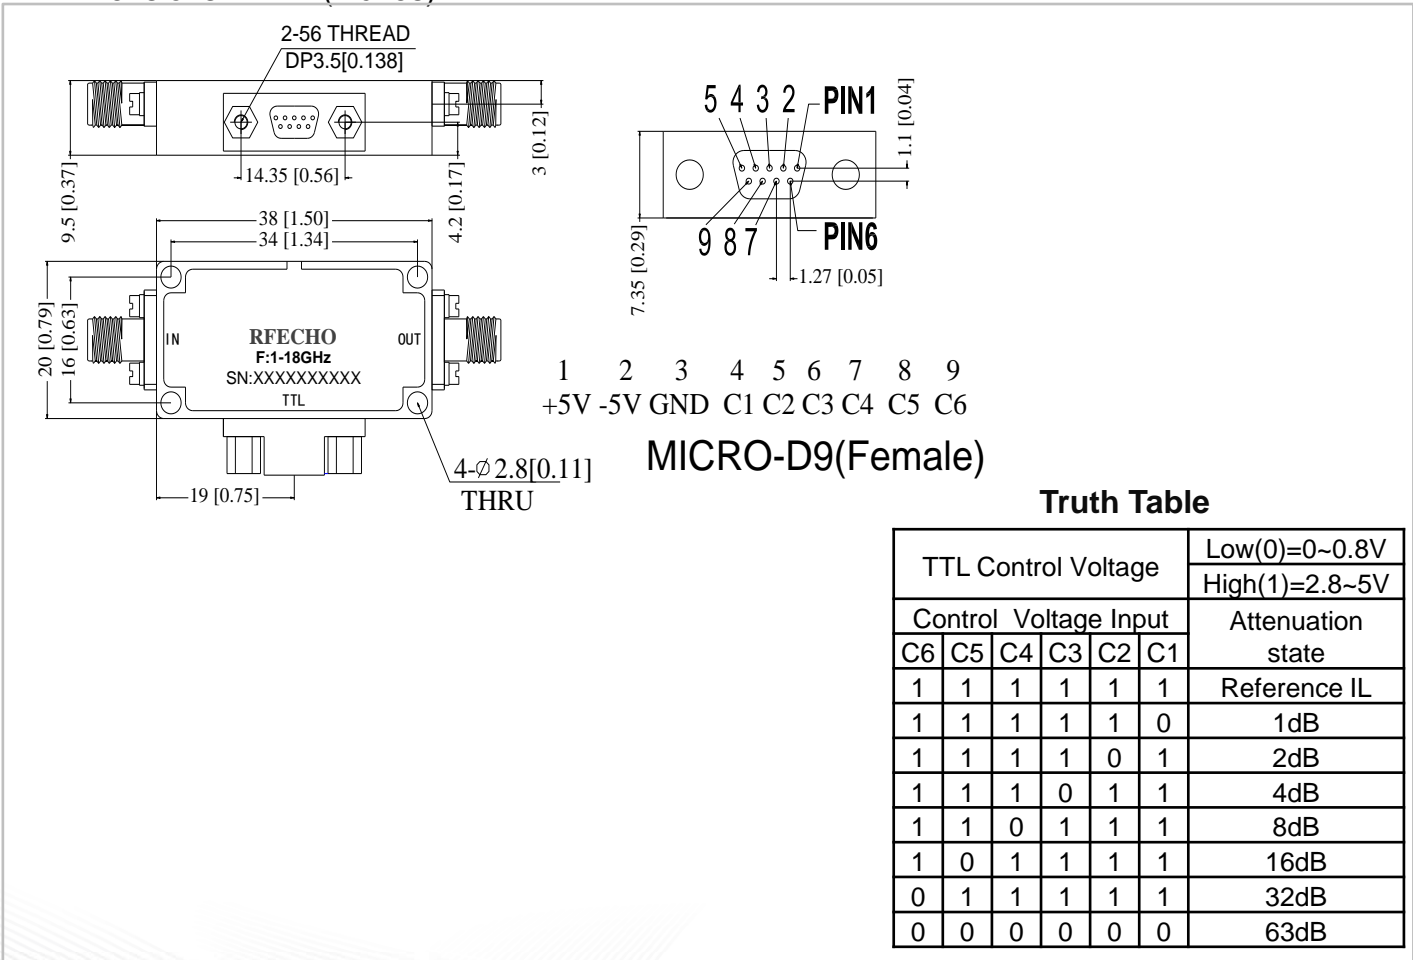 2-56 THREAD
DP3.5[0.138]
9.5 [0.37]
14.35 [0.56]
4.2 [0.17]
3 [0.12]
38 [1.50]
34 [1.34]
20 [0.79]
16 [0.63]
IN
RFECHO
OUT
F:1-18GHz
SN:XXXXXXXXXX
TTL
19 [0.75]
4-∅2.8[0.11]
THRU
5 4 3 2 PIN1
1.1 [0.04]
9 8 7 PIN6
7.35 [0.29]
1.27 [0.05]
1 2 3 4 5 6 7 8 9
+5V -5V GND C1 C2 C3 C4 C5 C6
MICRO-D9(Female)
Truth Table
TTL Control Voltage Low(0)=0~0.8V
High(1)=2.8~5V
Control Voltage Input Attenuation
C6 C5 C4 C3 C2 C1 state
1 1 1 1 1 1 Reference IL
1 1 1 1 1 0 1dB
1 1 1 1 0 1 2dB
1 1 1 0 1 1 4dB
1 1 0 1 1 1 8dB
1 0 1 1 1 1 16dB
0 1 1 1 1 1 32dB
0 0 0 0 0 0 63dB